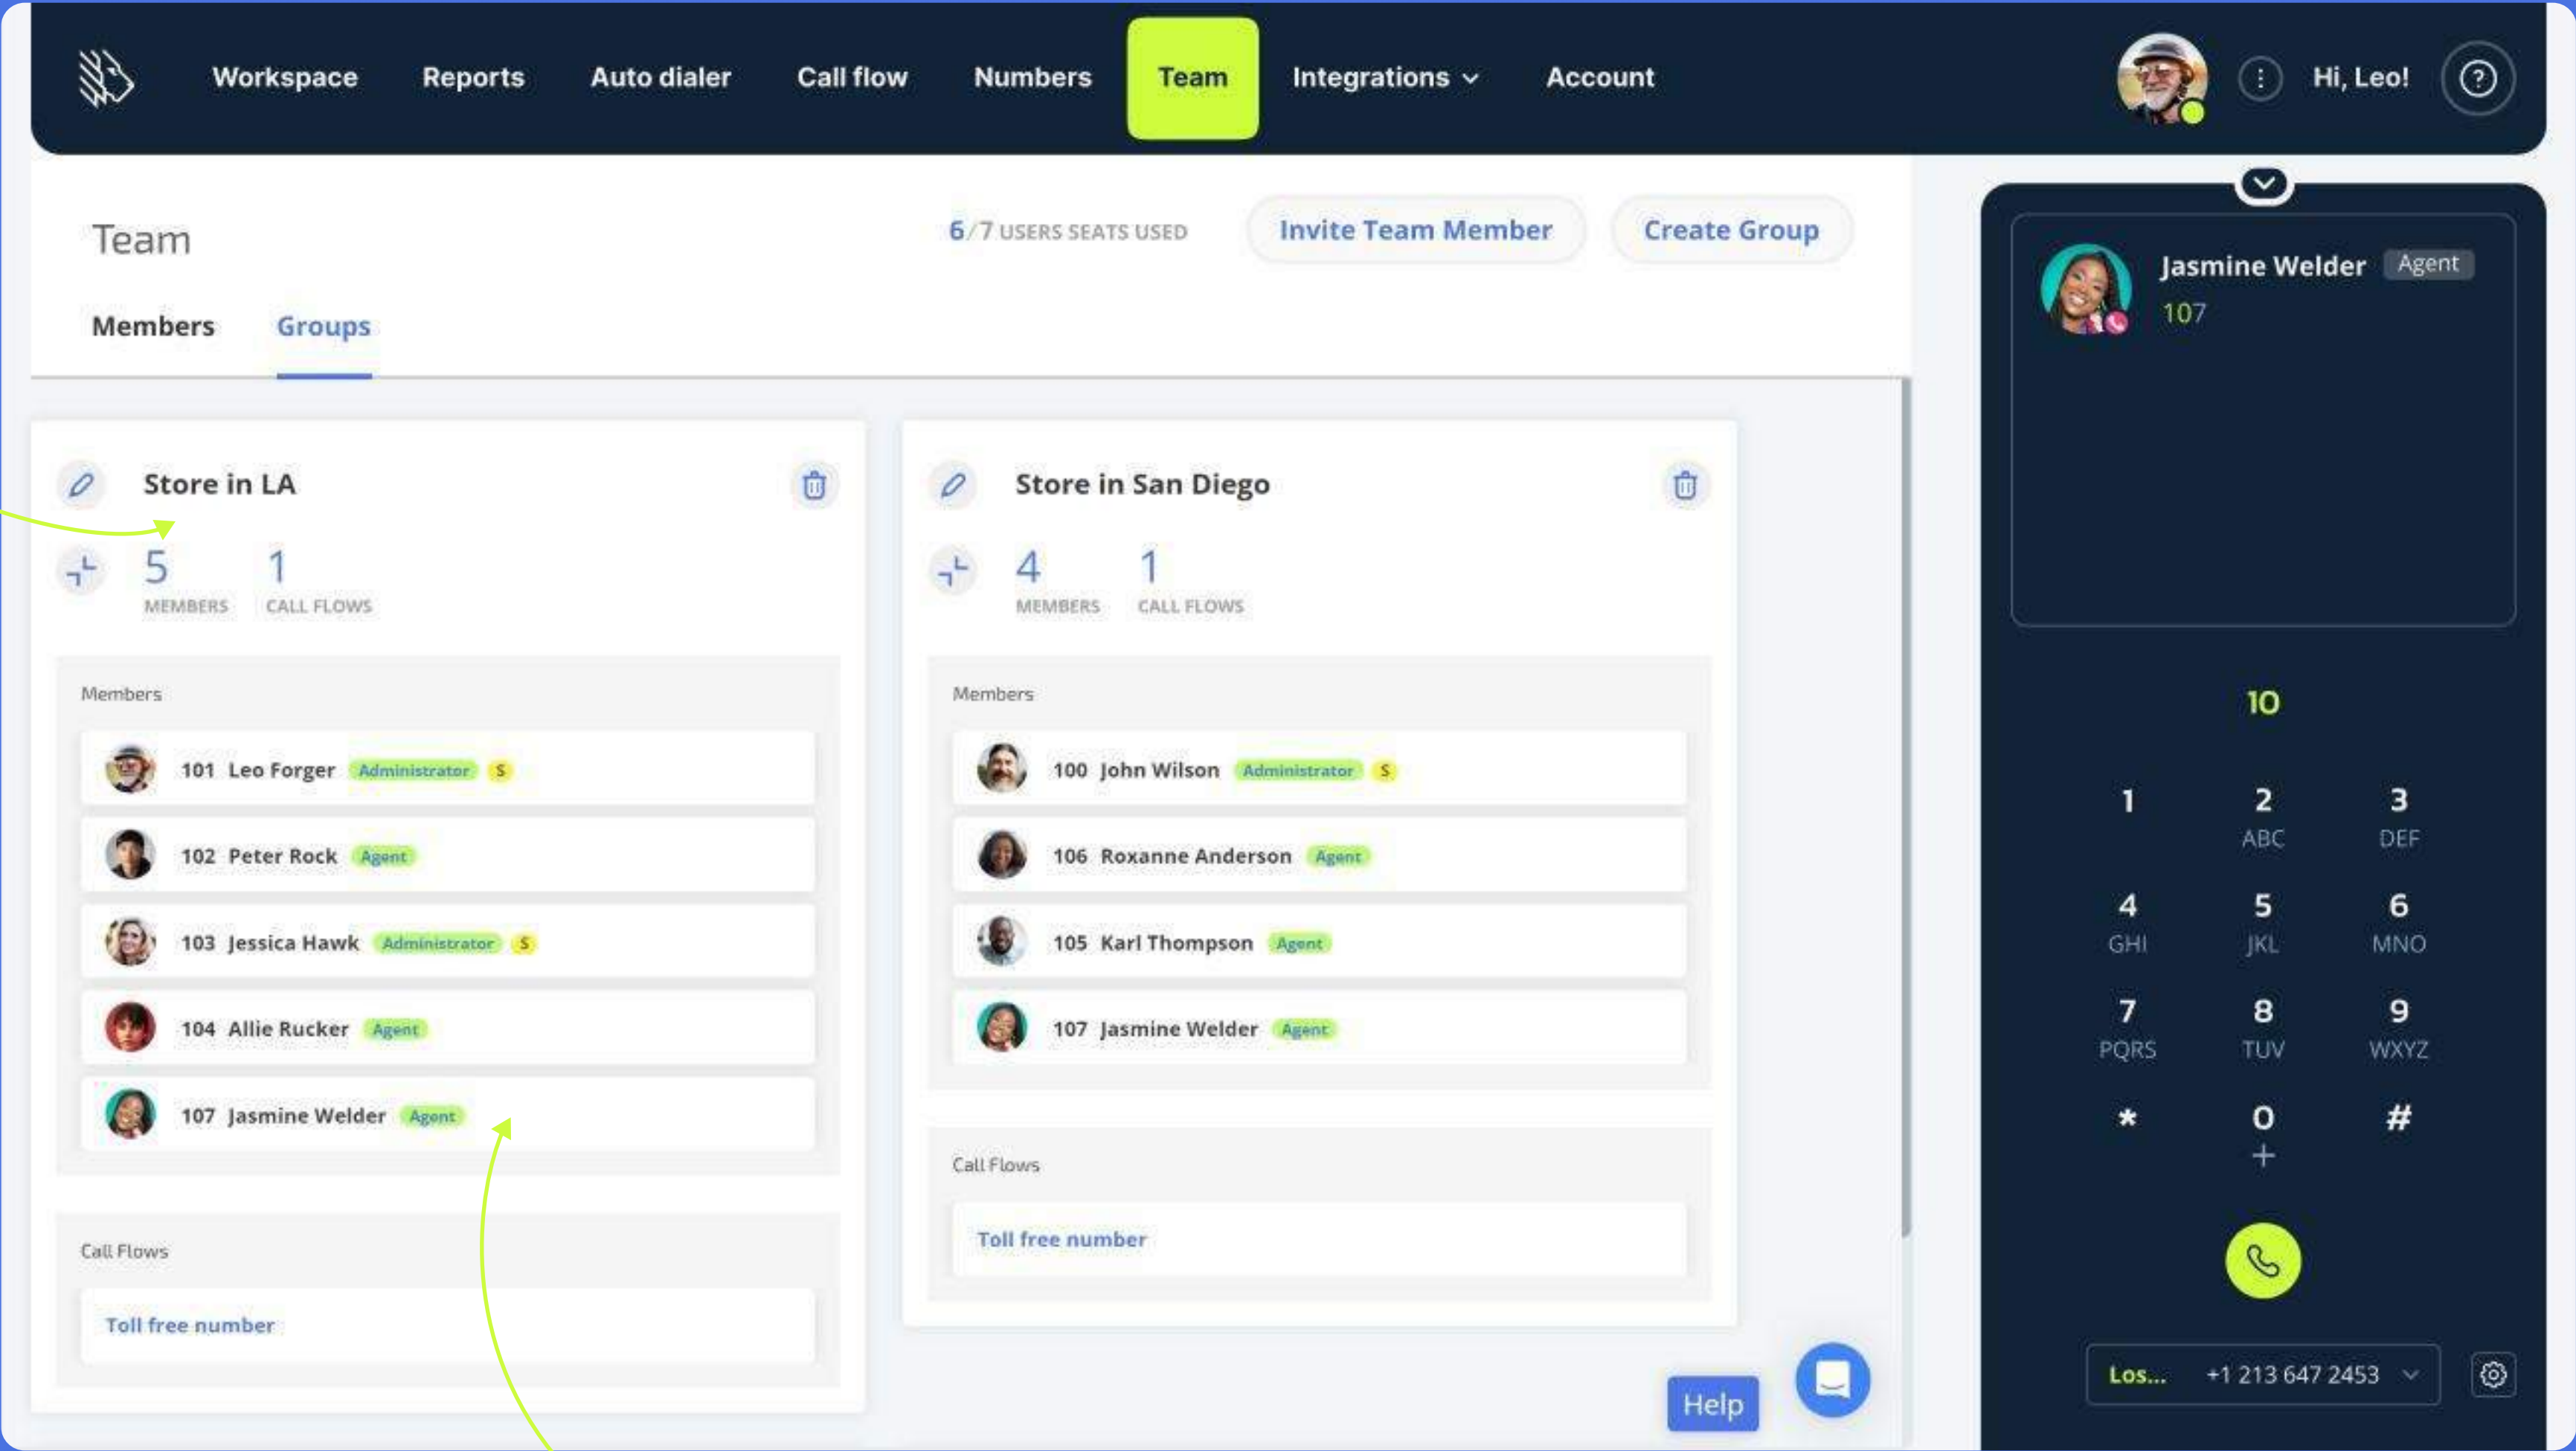 Workspace Reports Auto dialer Call flow Numbers Team Integrations Account Hi, Leo! ?
Team
6/7 USERS SEATS USED
Invite Team Member
Create Group
Members Groups
Store in LA
5 1
MEMBERS CALL FLOWS
Members
101 Leo Forger Administrator S
102 Peter Rock Agent
103 Jessica Hawk Administrator S
104 Allie Rucker Agent
107 Jasmine Welder Agent
Call Flows
Toll free number
Store in San Diego
4 1
MEMBERS CALL FLOWS
Members
100 John Wilson Administrator S
106 Roxanne Anderson Agent
105 Karl Thompson Agent
107 Jasmine Welder Agent
Call Flows
Toll free number
Help
Jasmine Welder Agent
107
10
1 2 3
ABC DEF
4 5 6
GHI JKL MNO
7 8 9
PQRS TUV WXYZ
* 0 #
+
Los... +1 213 647 2453